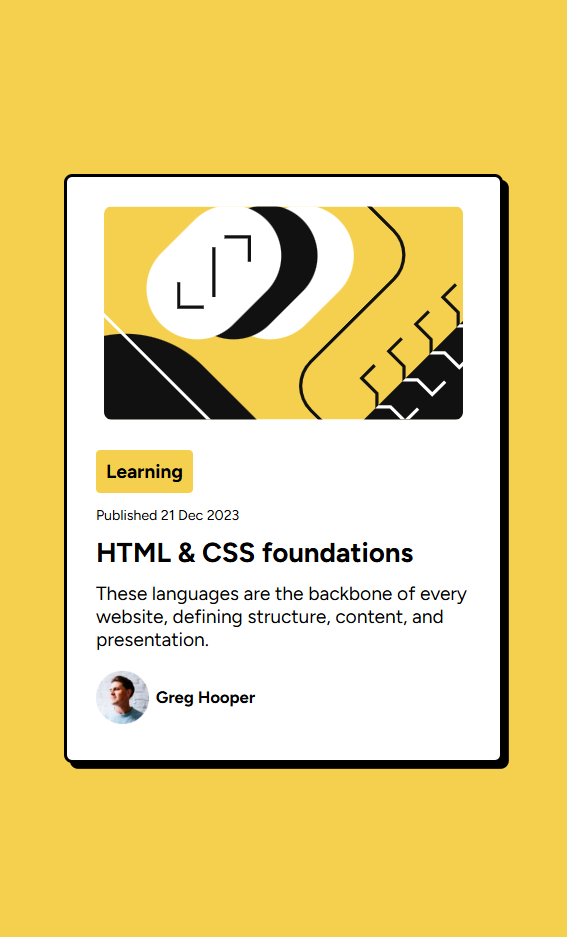 Learning
Published 21 Dec 2023
HTML & CSS foundations
These languages are the backbone of every
website, defining structure, content, and
presentation.
Greg Hooper